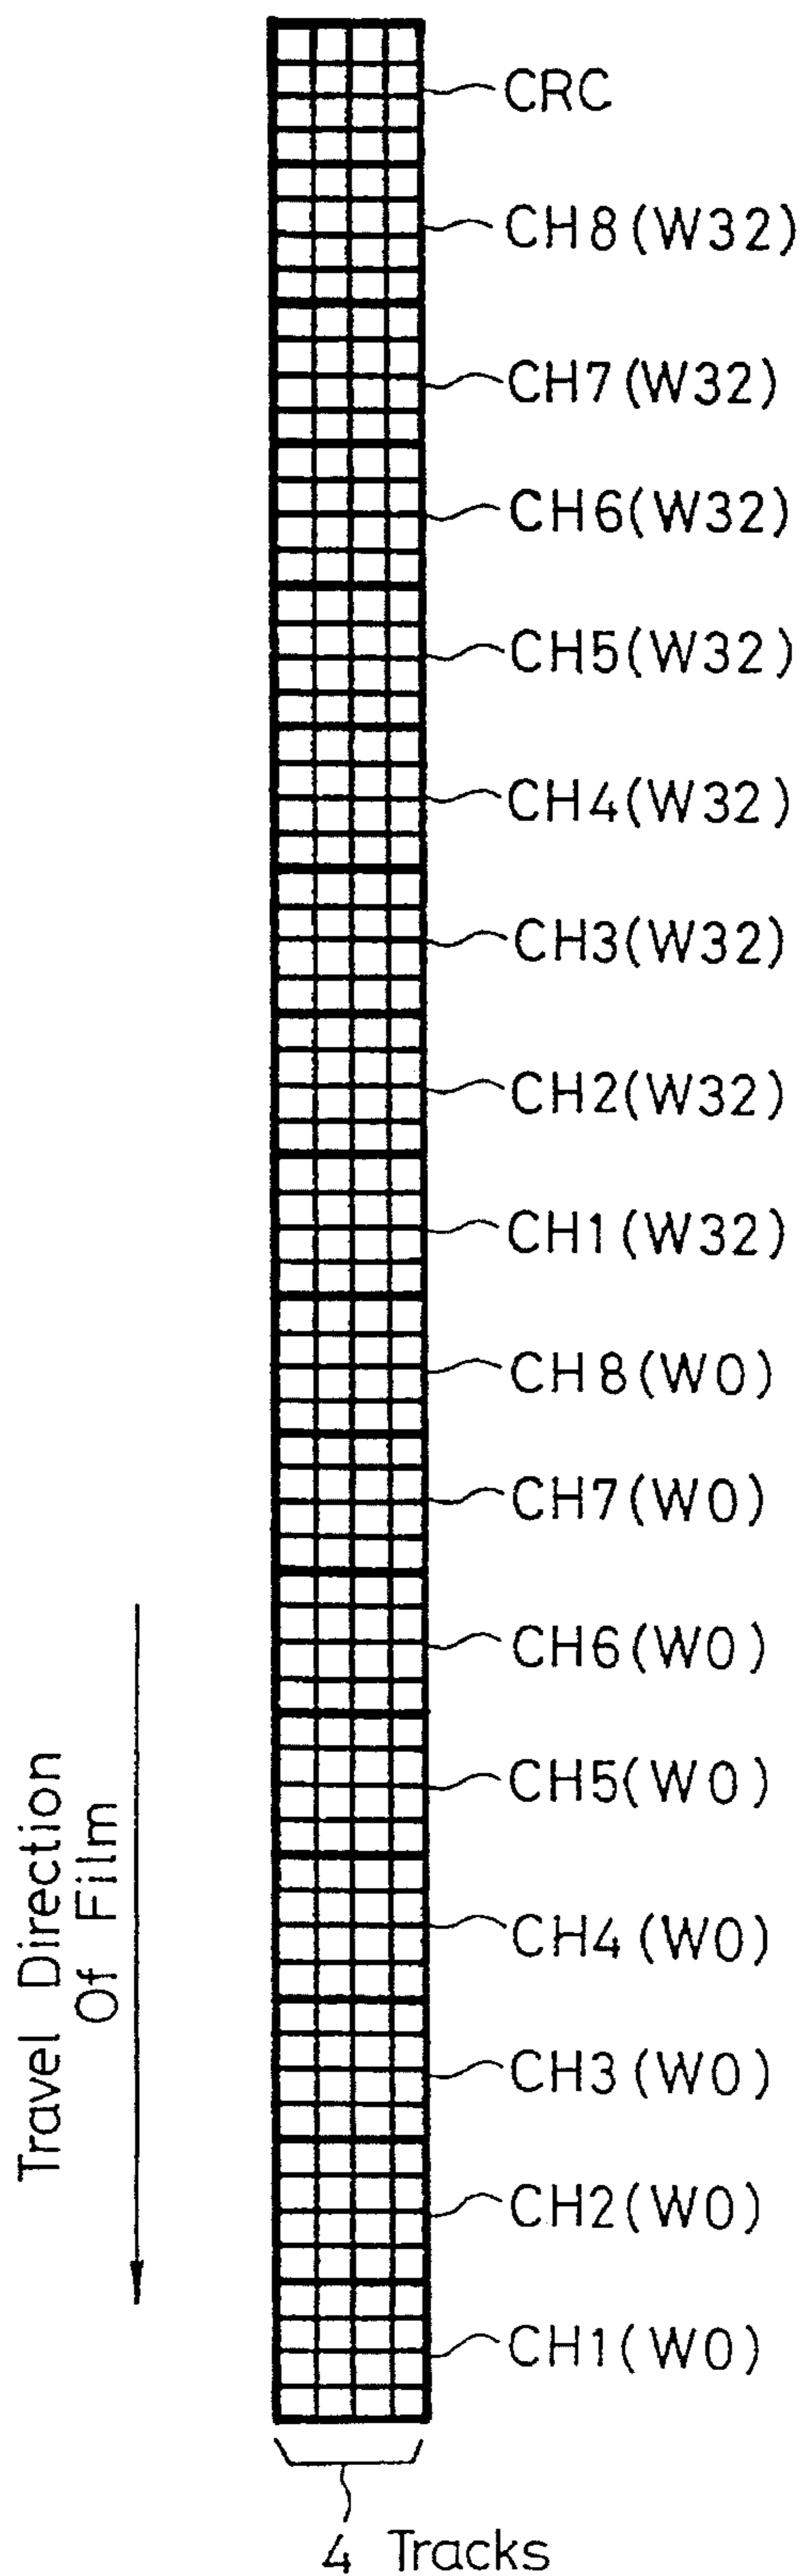 CRC
CH8(W32)
CH7(W32)
CH6(W32)
CH5(W32)
CH4(W32)
CH3(W32)
CH2(W32)
CH1(W32)
CH8(W0)
CH7(W0)
CH6(W0)
CH5(W0)
CH4(W0)
CH3(W0)
CH2(W0)
CH1(W0)
Travel Direction
Of Film
4 Tracks